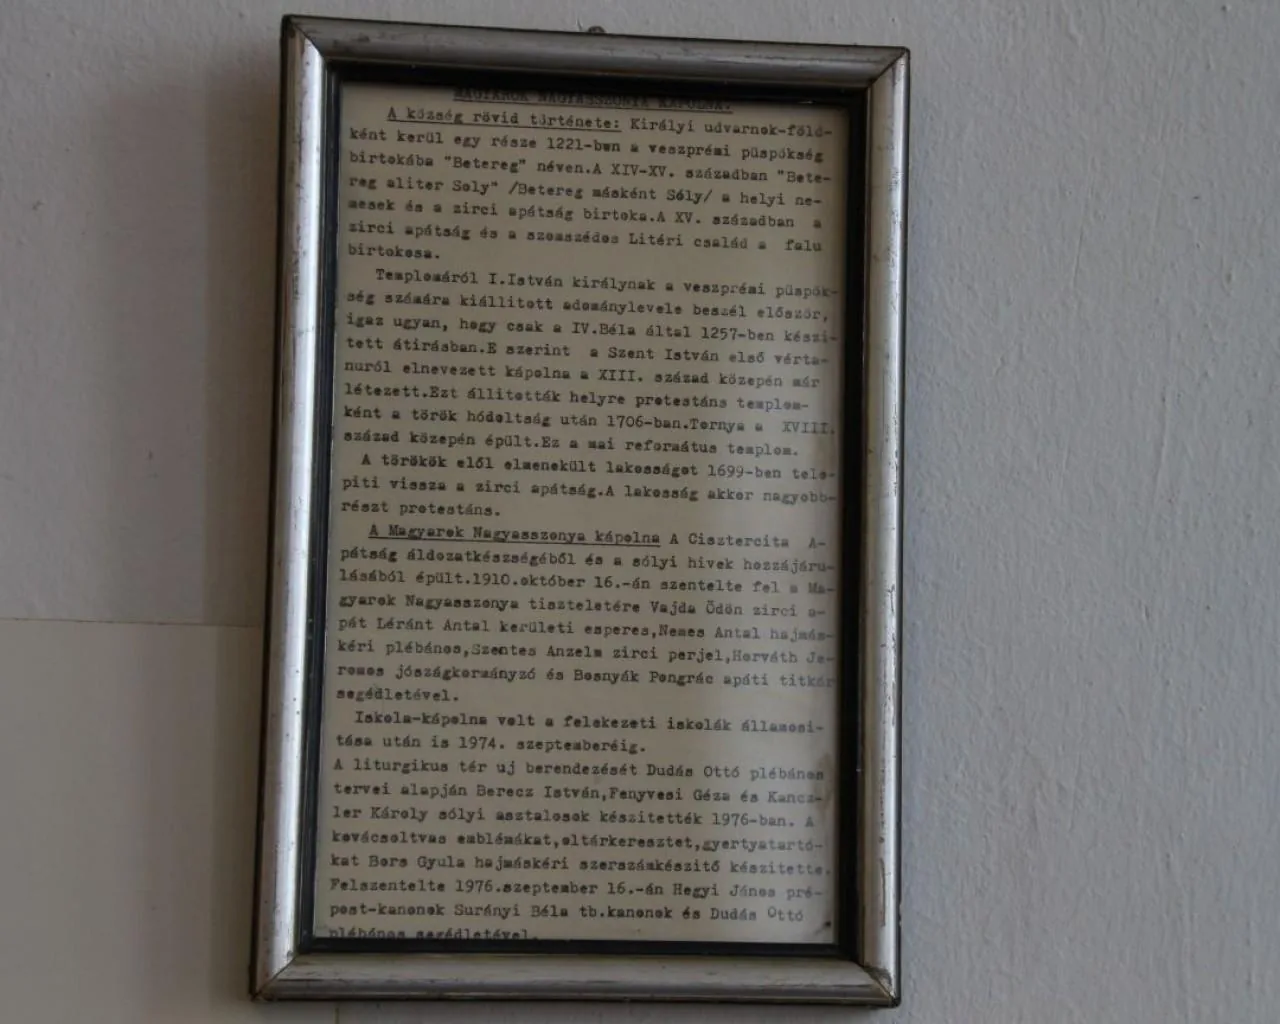 MAGYAROK NAGYASSZONYA KÁPOLNA.
A község rövid története: Királyi udvarnok-föld-
ként kerül egy része 1221-ben a veszprémi püspökség
birtokába "Betereg" néven.A XIV-XV. században "Bete-
reg aliter Soly" /Betereg másként Sóly/ a helyi ne-
mesek és a zirci apátság birtoka.A XV. században a
zirci apátság és a szomszédos Litéri család a falu
birtokosa.
Templomáról I.István királynak a veszprémi püspök-
ség számára kiállitott adománylevele beszél először,
igaz ugyan, hogy csak a IV.Béla által 1257-ben készi-
tett átirásban.E szerint a Szent István első vérta-
nuról elnevezett kápolna a XIII. század közepén már
létezett.Ezt állitották helyre protestáns templom-
ként a török hódoltság után 1706-ban.Tornya a XVIII.
század közepén épült.Ez a mai református templom.
A törökök elől elmenekült lakosságot 1699-ben tele-
piti vissza a zirci apátság.A lakosság akkor nagyobb-
részt protestáns.
A Magyarok Nagyasszonya kápolna A Cisztercita A-
pátság áldozatkészségéből és a sólyi hivek hozzájáru-
lásából épült.1910.október 16.-án szentelte fel a Ma-
gyarok Nagyasszonya tiszteletére Vajda Ödön zirci a-
pát Léránt Antal kerületi esperes,Nemes Antal hajmás-
kéri plébános,Szentes Anzelm zirci perjel,Horváth Je-
romos jószágkormányzó és Bosnyák Pongrác apáti titkár
segédletével.
Iskola-kápolna volt a felekezeti iskolák államosi-
tása után is 1974. szeptemberéig.
A liturgikus tér uj berendezését Dudás Ottó plébános
tervei alapján Berecz István,Fenyvesi Géza és Kancz-
ler Károly sólyi asztalosok készitették 1976-ban. A
kovácsoltvas emblémákat,oltárkeresztet,gyertyatartó-
kat Bors Gyula hajmáskéri szerszámkészitő készitette.
Felszentelte 1976.szeptember 16.-án Hegyi János pré-
post-kanonok Surányi Béla tb.kanonok és Dudás Ottó
plébános segédletével.